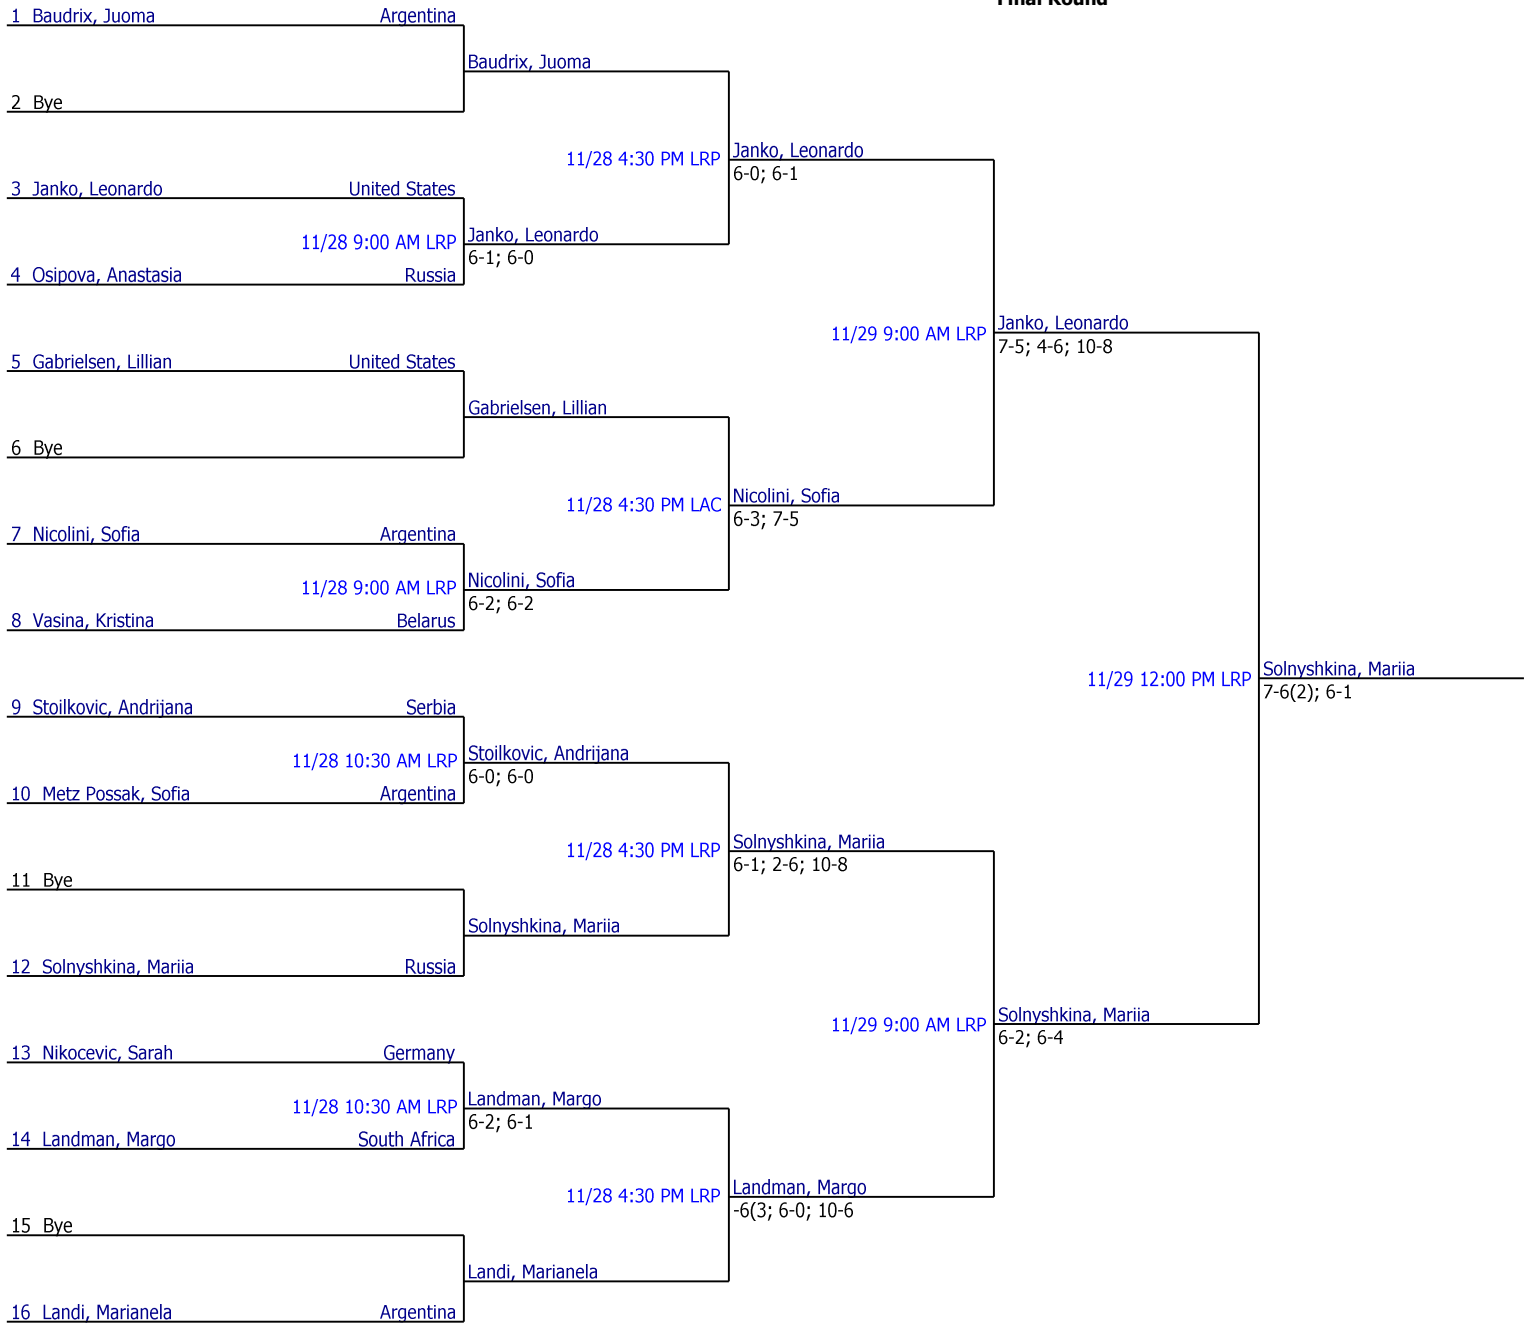 Final Round
1 Baudrix, Juoma Argentina
Baudrix, Juoma
2 Bye
11/28 4:30 PM LRP Janko, Leonardo
6-0; 6-1
3 Janko, Leonardo United States
11/28 9:00 AM LRP Janko, Leonardo
6-1; 6-0
4 Osipova, Anastasia Russia
11/29 9:00 AM LRP Janko, Leonardo
7-5; 4-6; 10-8
5 Gabrielsen, Lillian United States
Gabrielsen, Lillian
6 Bye
11/28 4:30 PM LAC Nicolini, Sofia
6-3; 7-5
7 Nicolini, Sofia Argentina
11/28 9:00 AM LRP Nicolini, Sofia
6-2; 6-2
8 Vasina, Kristina Belarus
11/29 12:00 PM LRP Solnyshkina, Mariia
7-6(2); 6-1
9 Stoilkovic, Andrijana Serbia
11/28 10:30 AM LRP Stoilkovic, Andrijana
6-0; 6-0
10 Metz Possak, Sofia Argentina
11/28 4:30 PM LRP Solnyshkina, Mariia
6-1; 2-6; 10-8
11 Bye
Solnyshkina, Mariia
12 Solnyshkina, Mariia Russia
11/29 9:00 AM LRP Solnyshkina, Mariia
6-2; 6-4
13 Nikocevic, Sarah Germany
11/28 10:30 AM LRP Landman, Margo
6-2; 6-1
14 Landman, Margo South Africa
11/28 4:30 PM LRP Landman, Margo
-6(3; 6-0; 10-6
15 Bye
Landi, Marianela
16 Landi, Marianela Argentina